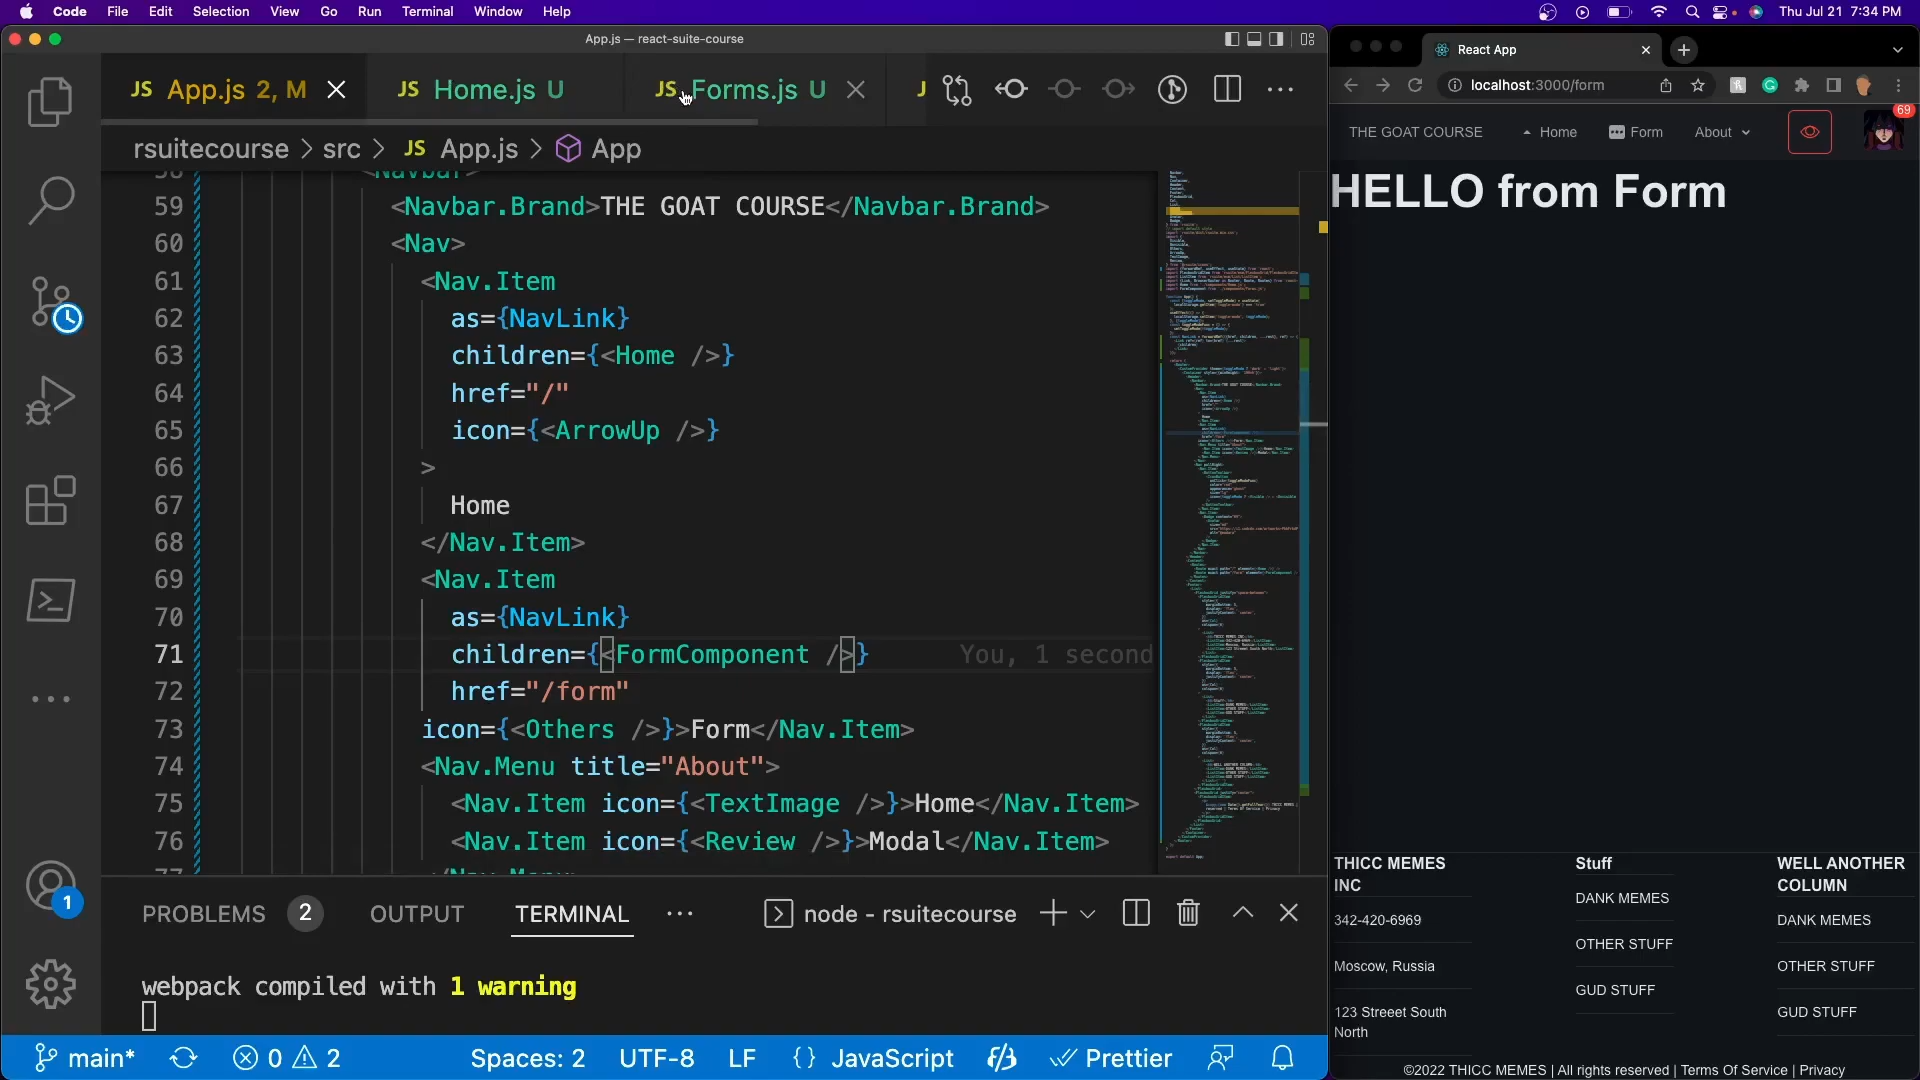 Code File Edit Selection View Go Run Terminal Window Help Thu Jul 21 7:34 PM
App.js — react-suite-course
JS App.js 2, M JS Home.js U JS Forms.js U
rsuitecourse > src > JS App.js > App
58 <Navbar>
59 <Navbar.Brand>THE GOAT COURSE</Navbar.Brand>
60 <Nav>
61 <Nav.Item
62 as={NavLink}
63 children={<Home />}
64 href="/"
65 icon={<ArrowUp />}
66 >
67 Home
68 </Nav.Item>
69 <Nav.Item
70 as={NavLink}
71 children={<FormComponent />} You, 1 second
72 href="/form"
73 icon={<Others />}>Form</Nav.Item>
74 <Nav.Menu title="About">
75 <Nav.Item icon={<TextImage />}>Home</Nav.Item>
76 <Nav.Item icon={<Review />}>Modal</Nav.Item>
77 </Nav.Menu>
PROBLEMS 2 OUTPUT TERMINAL node - rsuitecourse
webpack compiled with 1 warning
1
main* 0 2 Spaces: 2 UTF-8 LF {} JavaScript Prettier
React App
localhost:3000/form
THE GOAT COURSE Home Form About 69
HELLO from Form
THICC MEMES INC
342-420-6969
Moscow, Russia
123 Streeet South
North
Stuff
DANK MEMES
OTHER STUFF
GUD STUFF
WELL ANOTHER
COLUMN
DANK MEMES
OTHER STUFF
GUD STUFF
©2022 THICC MEMES | All rights reserved | Terms Of Service | Privacy